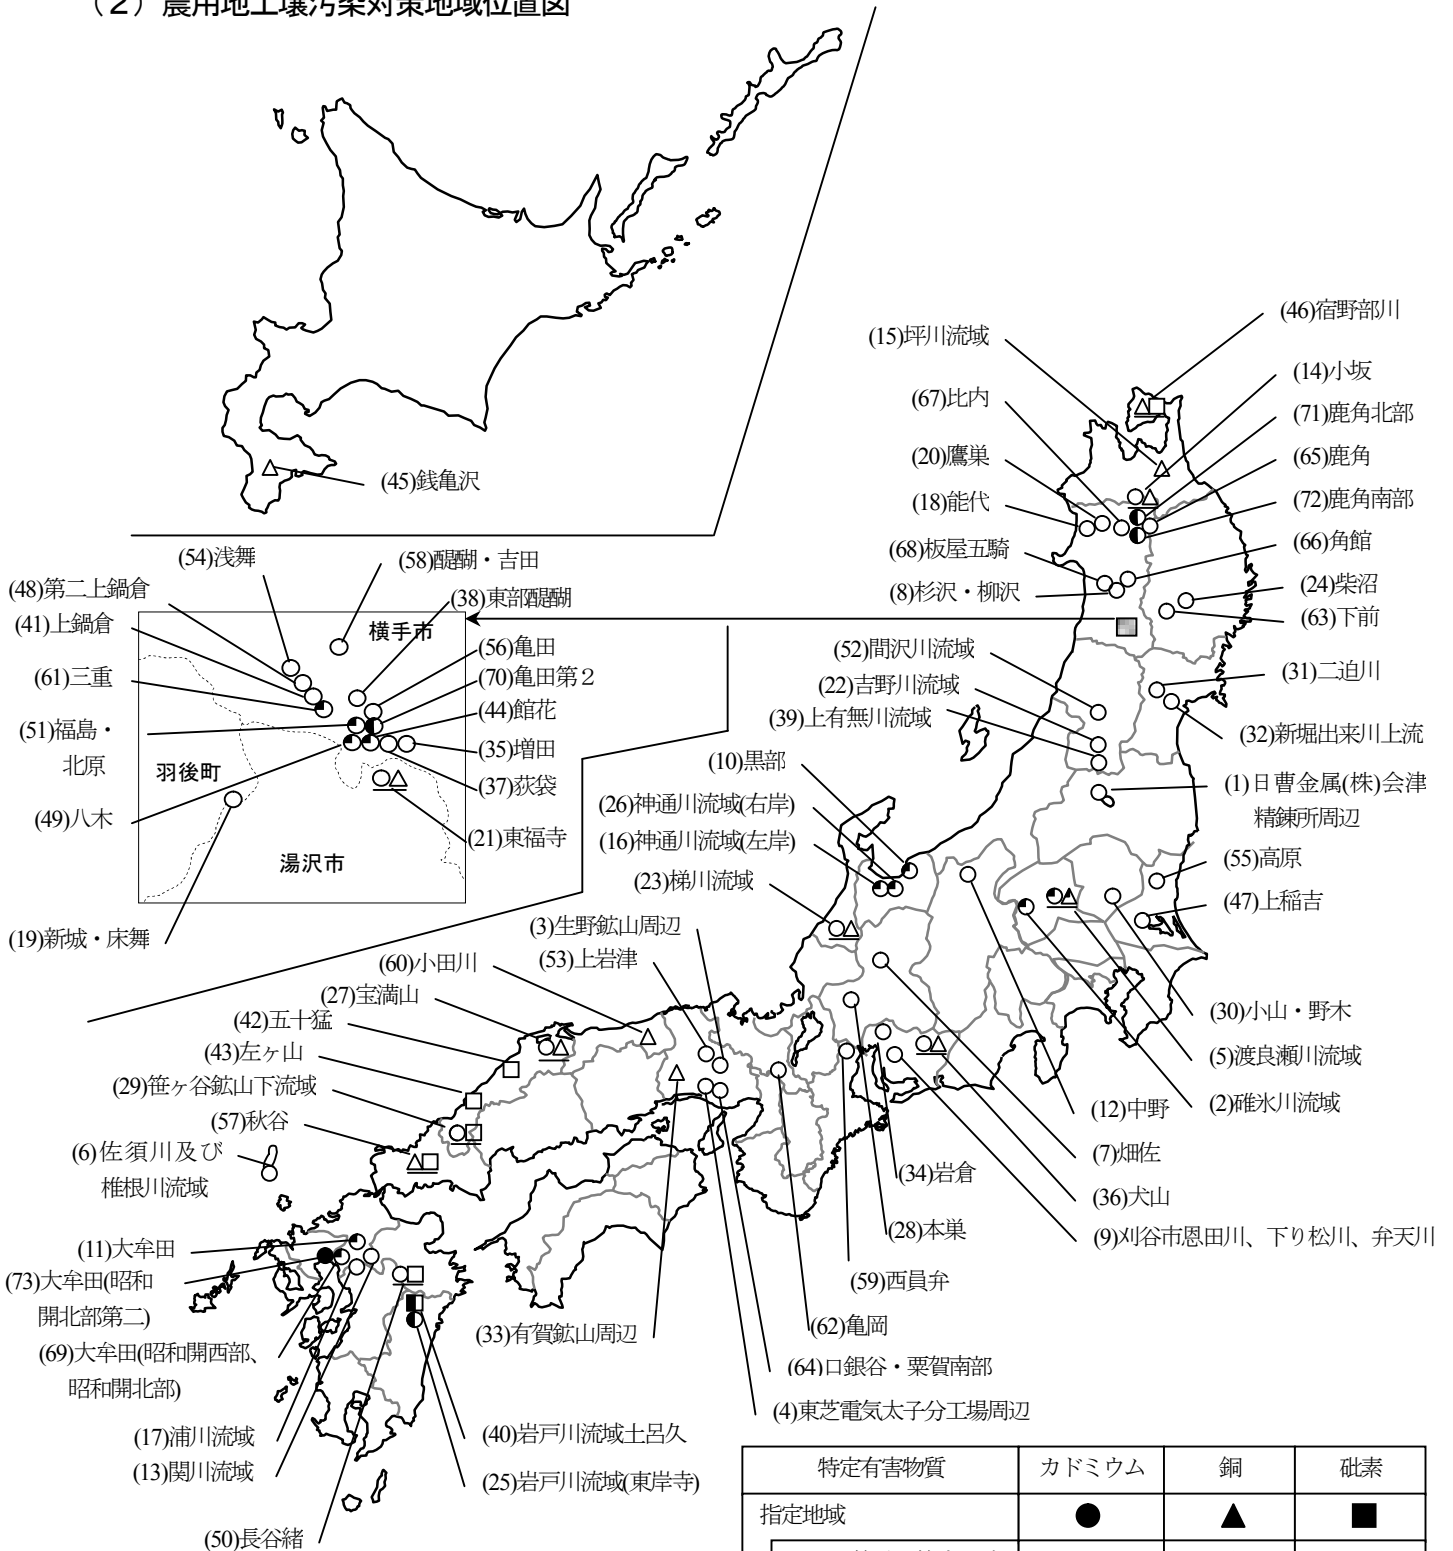 (2) 農用地土壌汚染対策地域位置図
(46)宿野部川
(15)坪川流域
(14)小坂
(67)比内
(71)鹿角北部
(20)鷹巣
(65)鹿角
(18)能代
(72)鹿角南部
(68)板屋五騎
(66)角館
(8)杉沢・柳沢
(24)柴沼
(63)下前
(45)銭亀沢
(54)浅舞
(58)醍醐・吉田
(48)第二上鍋倉
(38)東部醍醐
(41)上鍋倉
横手市
(56)亀田
(61)三重
(70)亀田第2
(44)館花
(51)福島・
北原
(35)増田
羽後町
(37)荻袋
(49)八木
(21)東福寺
湯沢市
(19)新城・床舞
(52)間沢川流域
(31)二迫川
(22)吉野川流域
(39)上有無川流域
(32)新堀出来川上流
(10)黒部
(1)日曹金属(株)会津
精錬所周辺
(26)神通川流域(右岸)
(16)神通川流域(左岸)
(55)高原
(23)梯川流域
(47)上稲吉
(3)生野鉱山周辺
(53)上岩津
(60)小田川
(27)宝満山
(30)小山・野木
(42)五十猛
(43)左ヶ山
(5)渡良瀬川流域
(29)笹ヶ谷鉱山下流域
(2)碓氷川流域
(57)秋谷
(12)中野
(6)佐須川及び
椎根川流域
(7)畑佐
(34)岩倉
(36)犬山
(28)本巣
(9)刈谷市恩田川、下り松川、弁天川
(11)大牟田
(73)大牟田(昭和
開北部第二)
(59)西員弁
(33)有賀鉱山周辺
(62)亀岡
(69)大牟田(昭和開西部、
昭和開北部)
(64)口銀谷・粟賀南部
(4)東芝電気太子分工場周辺
(17)浦川流域
(40)岩戸川流域土呂久
(13)関川流域
(25)岩戸川流域(東岸寺)
(50)長谷緒
特定有害物質 カドミウム 銅 砒素
指定地域 ● ▲ ■